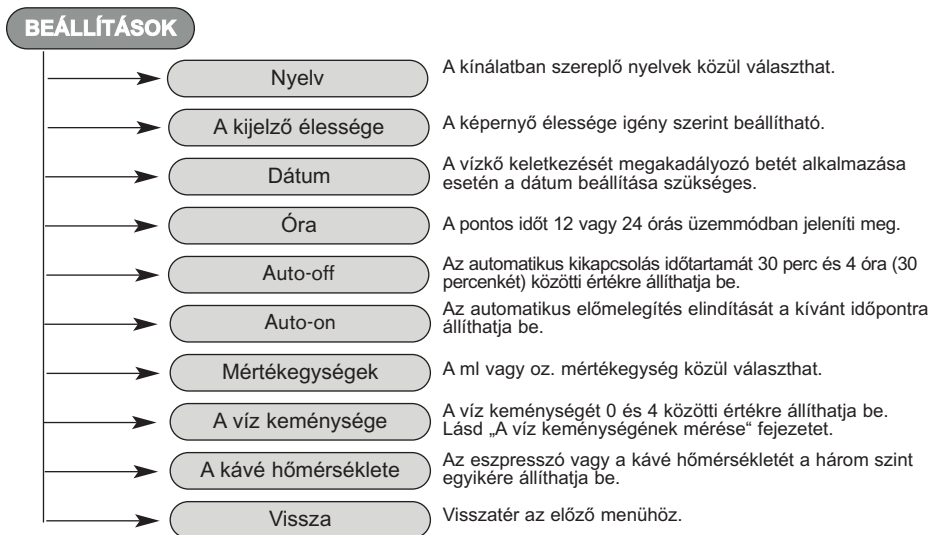 BEÁLLÍTÁSOK
Nyelv
A kínálatban szereplő nyelvek közül választhat.
A kijelző élessége
A képernyő élessége igény szerint beállítható.
Dátum
A vízkő keletkezését megakadályozó betét alkalmazása
esetén a dátum beállítása szükséges.
Óra
A pontos időt 12 vagy 24 órás üzemmódban jeleníti meg.
Auto-off
Az automatikus kikapcsolás időtartamát 30 perc és 4 óra (30
percenkét) közötti értékre állíthatja be.
Auto-on
Az automatikus előmelegítés elindítását a kívánt időpontra
állíthatja be.
Mértékegységek
A ml vagy oz. mértékegység közül választhat.
A víz keménysége
A víz keménységét 0 és 4 közötti értékre állíthatja be.
Lásd „A víz keménységének mérése“ fejezetet.
A kávé hőmérséklete
Az eszpresszó vagy a kávé hőmérsékletét a három szint
egyikére állíthatja be.
Vissza
Visszatér az előző menühöz.